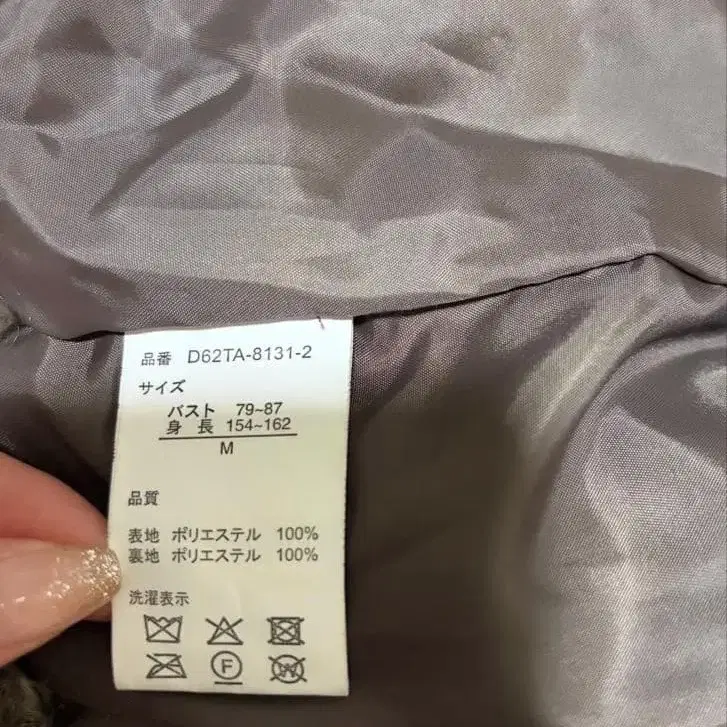 品番 D62TA-8131-2
サイズ
バスト 79~87
身長 154~162
M
品質
表地 ポリエステル 100%
裏地 ポリエステル 100%
洗濯表示
F W